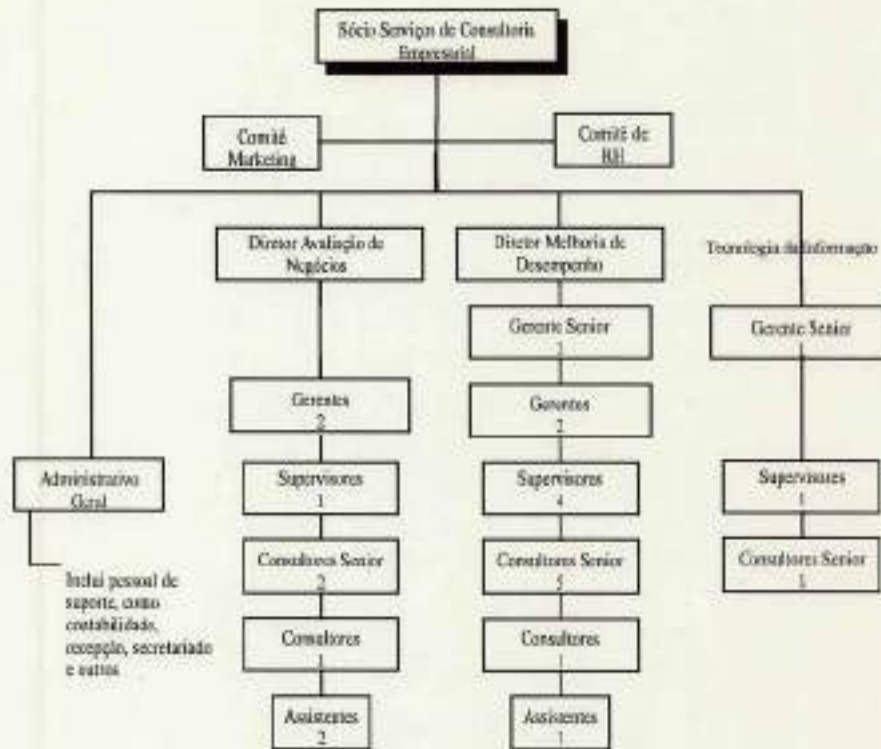 Sócio Serviços de Consultoria
Empresarial
Comitê
Marketing
Comitê de
RH
Diretor Avaliação de
Negócios
Diretor Melhoria de
Desempenho
Tecnologia da Informação
Gerente Senior
Gerente Senior
Gerentes
2
Gerentes
2
Administrativo
Geral
Supervisores
1
Supervisores
4
Supervisores
1
Consultores Senior
2
Consultores Senior
5
Consultores Senior
Inclui pessoal de
suporte, como
contabilidade,
recepção, secretariado
e outros
Consultores
1
Consultores
1
Assistentes
2
Assistentes
1